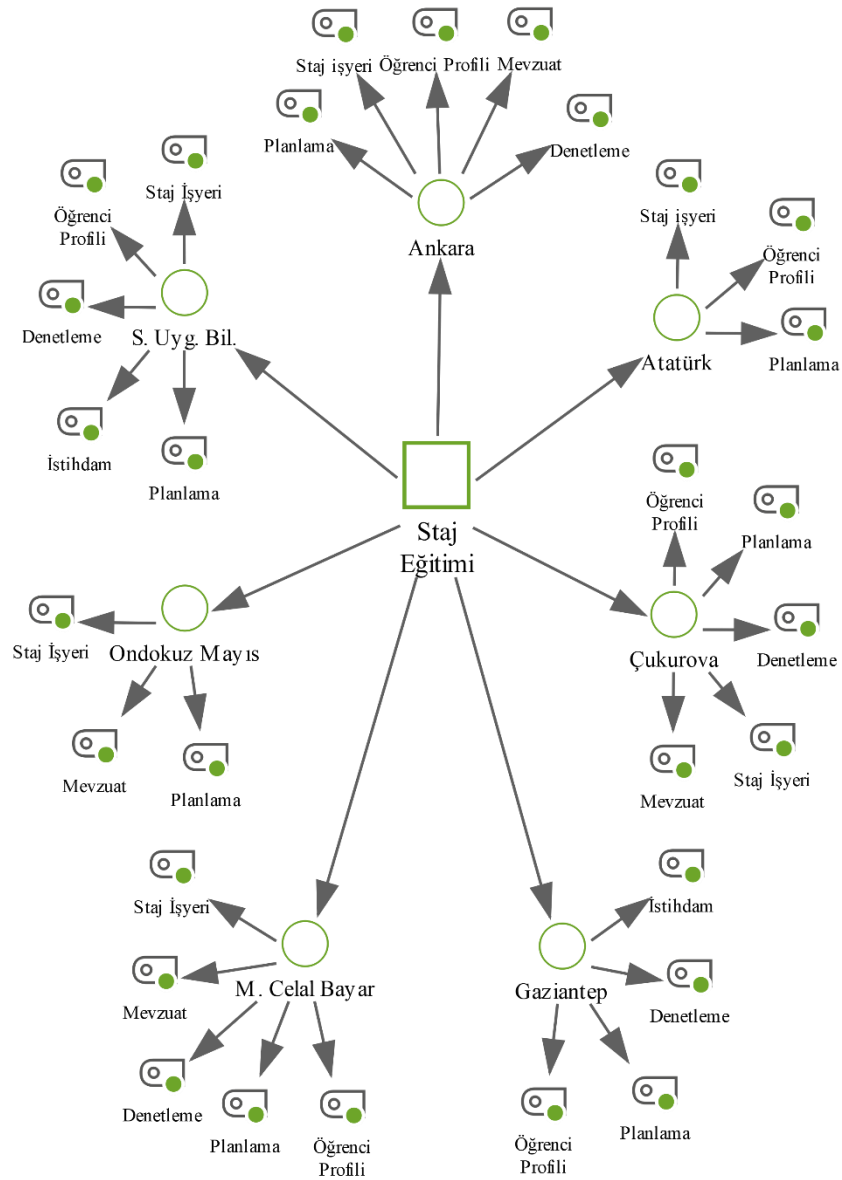 Staj işyeri Öğrenci Profili Mevzuat
Planlama
Denetleme
Ankara
Staj İşyeri
Öğrenci
Profili
Denetleme
S. Uyg. Bil.
İstihdam
Planlama
Staj işyeri
Öğrenci
Profili
Atatürk
Planlama
Staj
Eğitimi
Öğrenci
Profili
Planlama
Denetleme
Çukurova
Staj İşyeri
Mevzuat
Staj İşyeri
Ondokuz Mayıs
Mevzuat
Planlama
Staj İşyeri
Mevzuat
M. Celal Bayar
Denetleme
Planlama
Öğrenci
Profili
İstihdam
Gaziantep
Denetleme
Planlama
Öğrenci
Profili